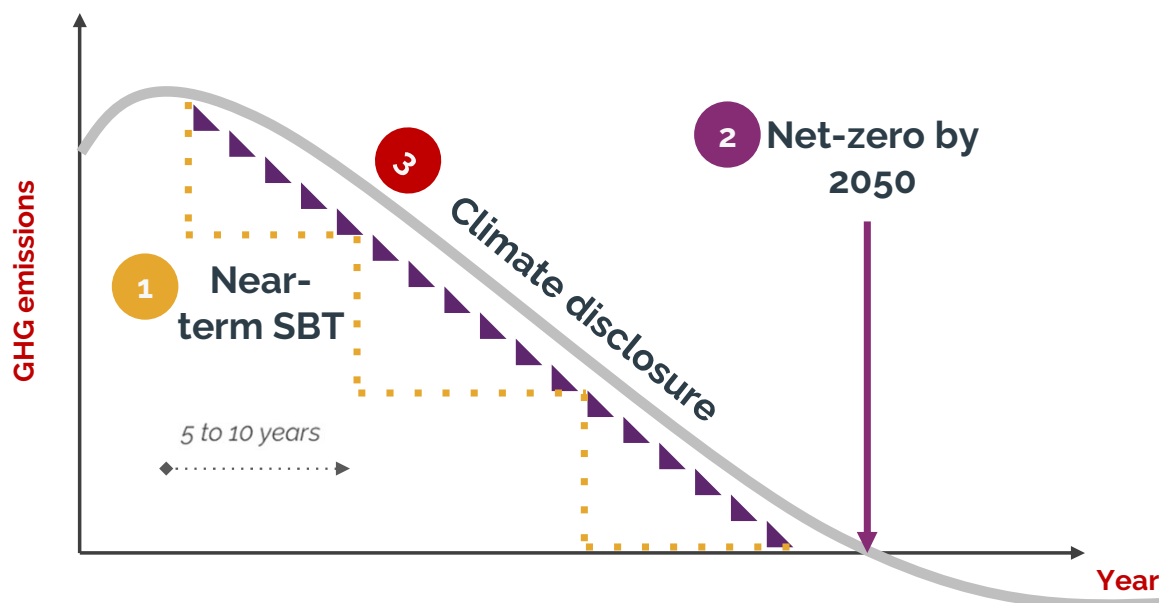 GHG emissions
1
Near-
term SBT
5 to 10 years
3
Climate disclosure
2
Net-zero by
2050
Year